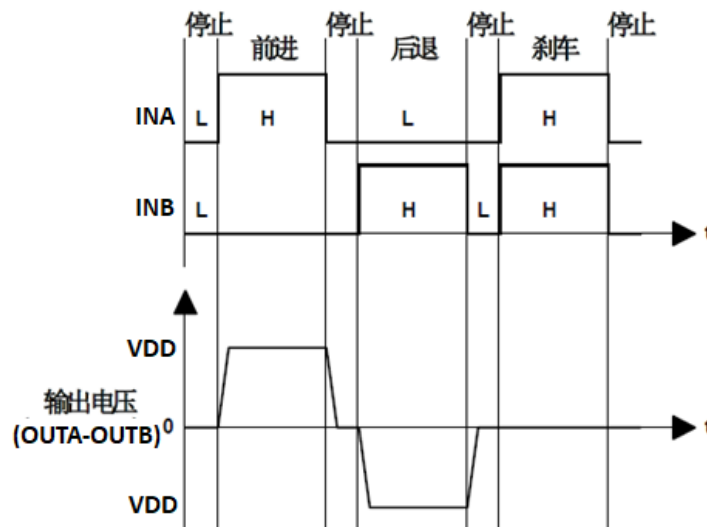 停止 前进 停止 后退 停止 刹车 停止
INA L H L H
INB L H L H
t
VDD
输出电压 0
(OUTA-OUTB)
t
VDD